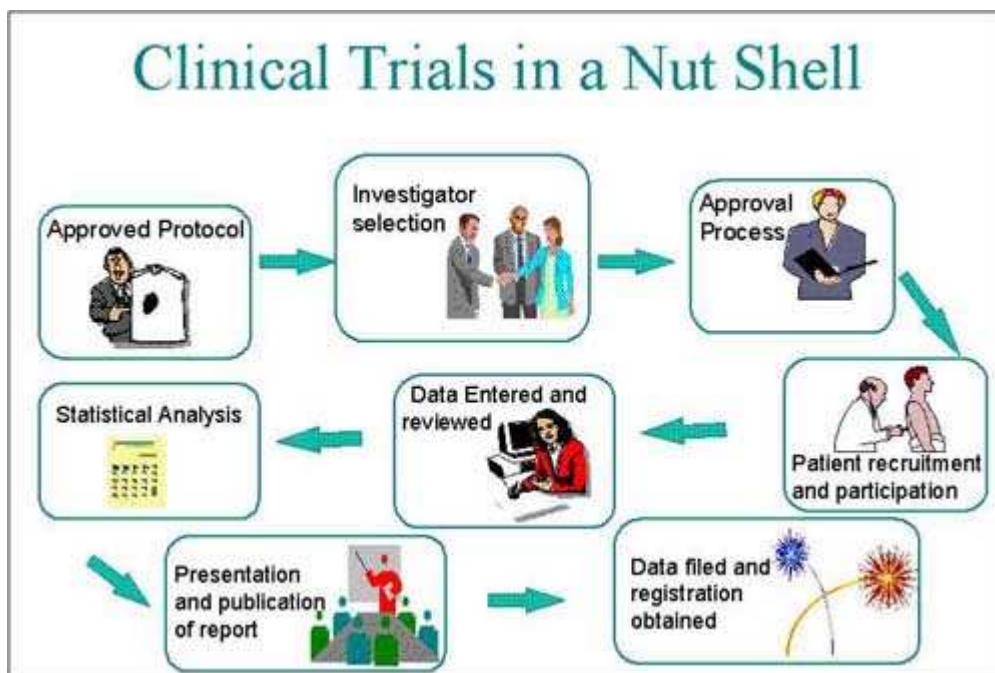 Clinical Trials in a Nut Shell
Approved Protocol
Investigator
selection
Approval
Process
Patient recruitment
and participation
Data Entered and
reviewed
Statistical Analysis
Presentation
and publication
of report
Data filed and
registration
obtained